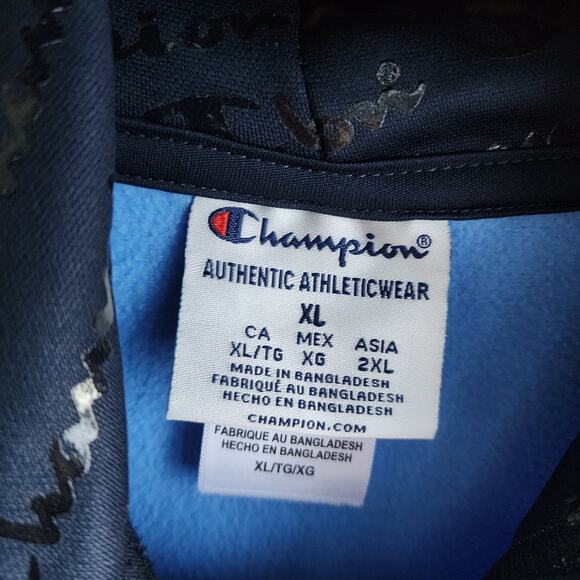 Champion®
AUTHENTIC ATHLETICWEAR
XL
CA MEX ASIA
XL/TG XG 2XL
MADE IN BANGLADESH
FABRIQUÉ AU BANGLADESH
HECHO EN BANGLADESH
CHAMPION.COM
FABRIQUE AU BANGLADESH
HECHO EN BANGLADESH
XL/TG/XG